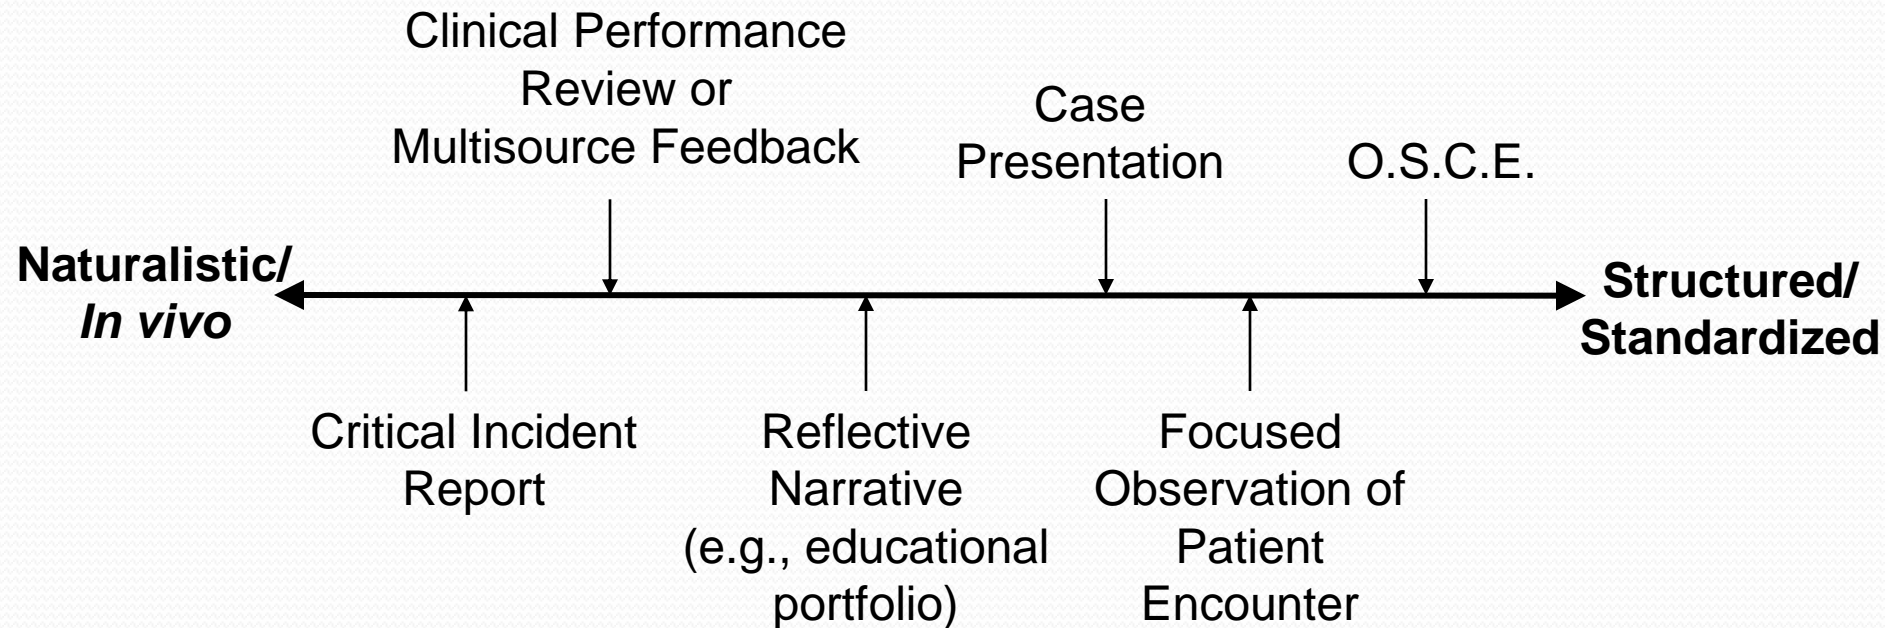 Clinical Performance
Review or
Multisource Feedback
Case
Presentation
O.S.C.E.
Naturalistic/
In vivo
Structured/
Standardized
Critical Incident
Report
Reflective
Narrative
(e.g., educational
portfolio)
Focused
Observation of
Patient
Encounter